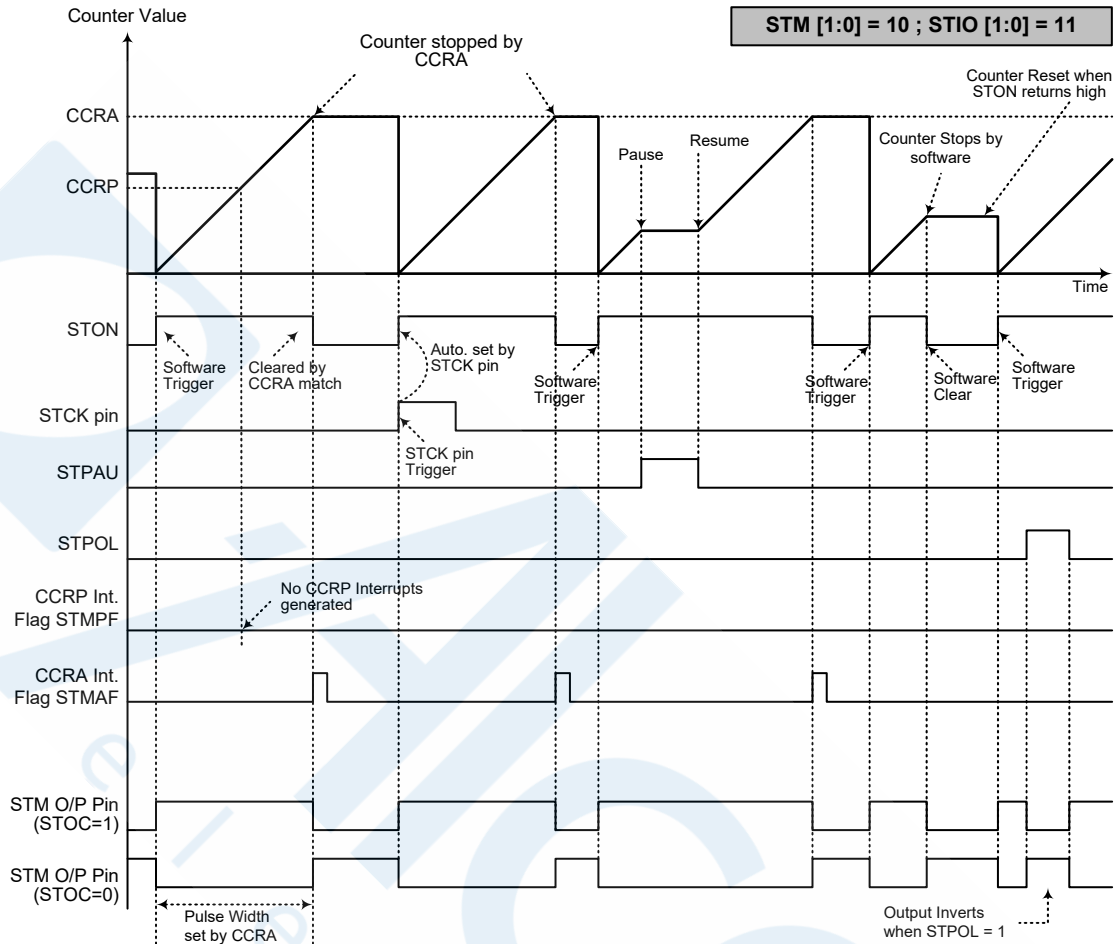 Counter Value
STM [1:0] = 10 ; STIO [1:0] = 11
Counter stopped by
CCRA
Counter Reset when
STON returns high
CCRA
Pause
Resume
Counter Stops by
software
CCRP
Time
STON
Software
Trigger
Cleared by
CCRA match
Auto. set by
STCK pin
Software
Trigger
Software
Trigger
Software
Clear
Software
Trigger
STCK pin
STCK pin
Trigger
STPAU
STPOL
No CCRP Interrupts
generated
CCRP Int.
Flag STMPF
CCRA Int.
Flag STMAF
STM O/P Pin
(STOC=1)
STM O/P Pin
(STOC=0)
Pulse Width
set by CCRA
Output Inverts
when STPOL = 1